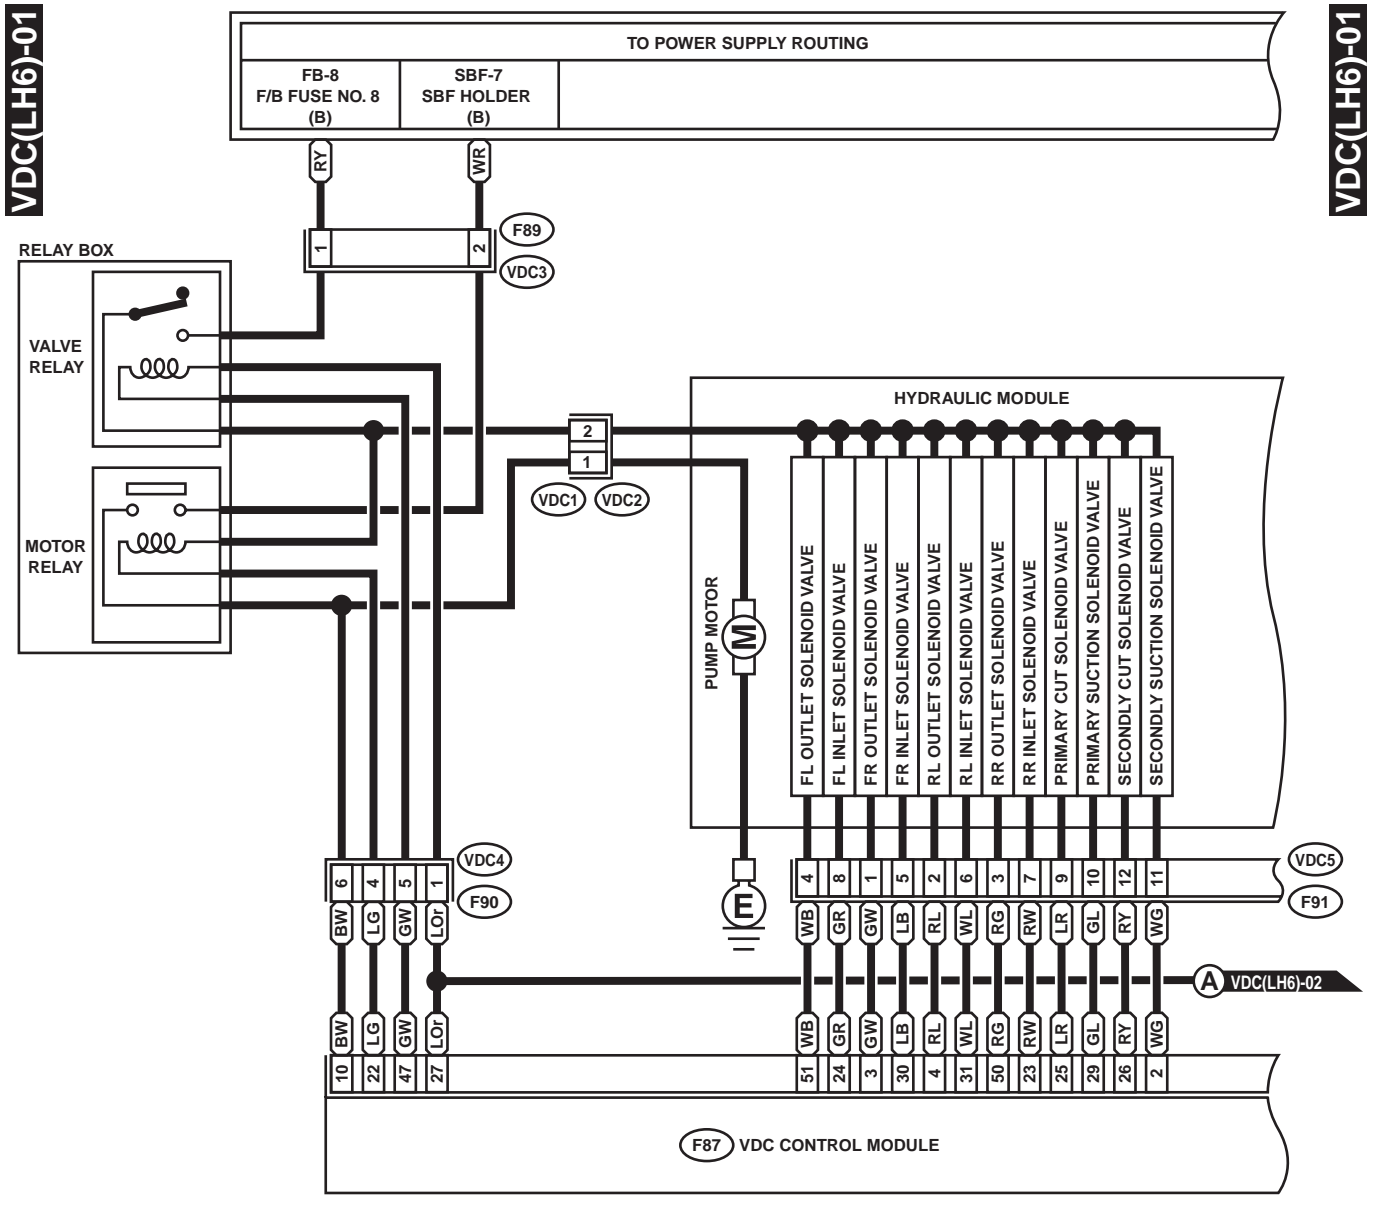 VDC(LH6)-01
VDC(LH6)-01
TO POWER SUPPLY ROUTING
FB-8
F/B FUSE NO. 8
(B)
SBF-7
SBF HOLDER
(B)
RY
WR
1
2
F89
VDC3
RELAY BOX
VALVE
RELAY
MOTOR
RELAY
2
1
VDC1
VDC2
HYDRAULIC MODULE
PUMP MOTOR
M
FL OUTLET SOLENOID VALVE
FL INLET SOLENOID VALVE
FR OUTLET SOLENOID VALVE
FR INLET SOLENOID VALVE
RL OUTLET SOLENOID VALVE
RL INLET SOLENOID VALVE
RR OUTLET SOLENOID VALVE
RR INLET SOLENOID VALVE
PRIMARY CUT SOLENOID VALVE
PRIMARY SUCTION SOLENOID VALVE
SECONDLY CUT SOLENOID VALVE
SECONDLY SUCTION SOLENOID VALVE
6 4 5 1
VDC4
F90
BW LG GW LOr
E
4 8 1 5 2 6 3 7 9 10 12 11
VDC5
F91
WB GR GW LB RL WL RG RW LR GL RY WG
A
VDC(LH6)-02
BW LG GW LOr
WB GR GW LB RL WL RG RW LR GL RY WG
10 22 47 27
51 24 3 30 4 31 50 23 25 29 26 2
F87 VDC CONTROL MODULE